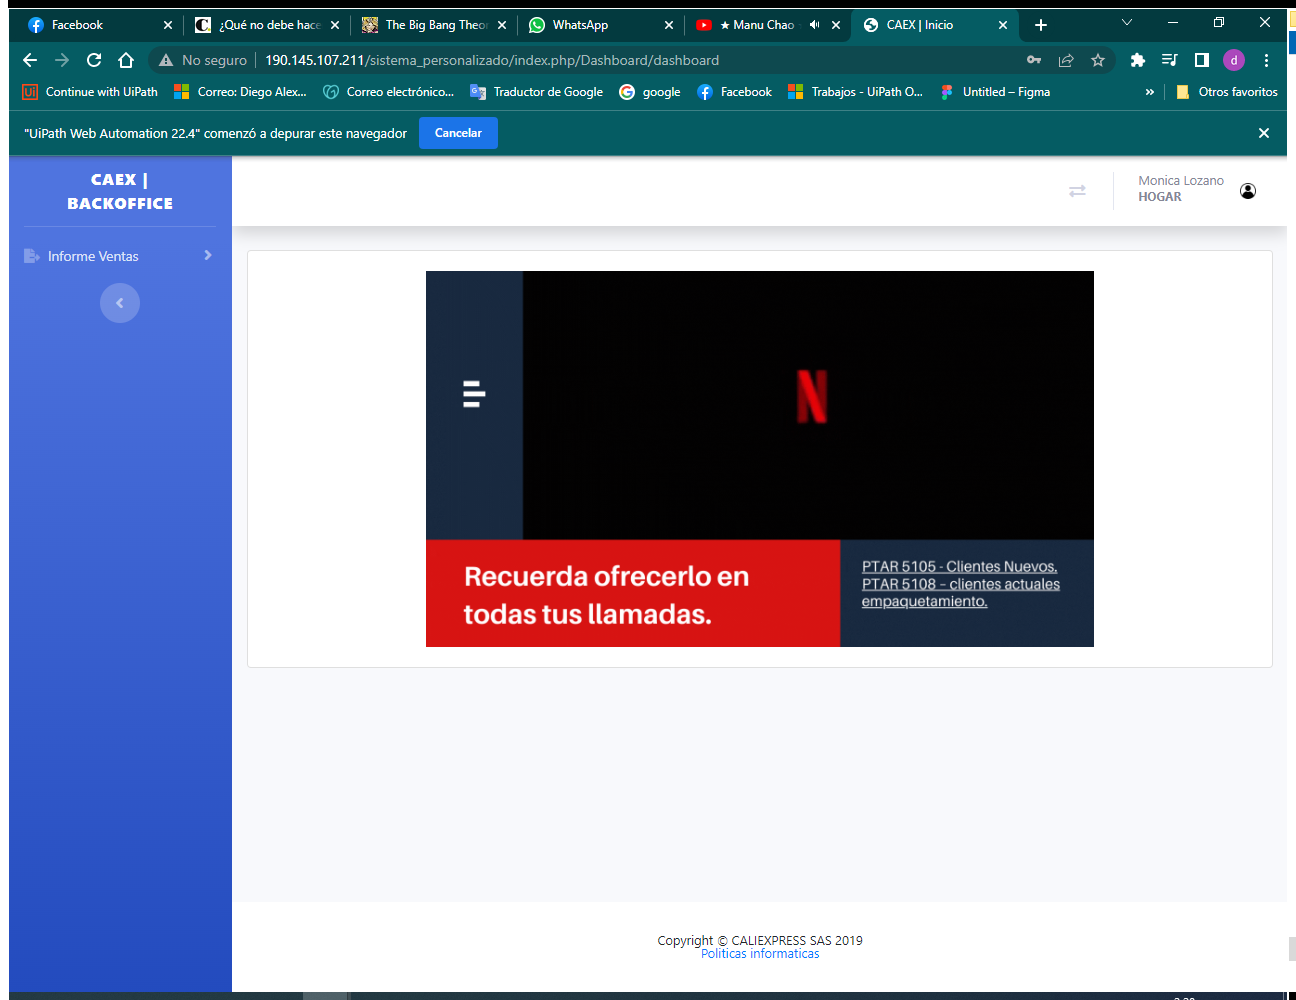 Facebook
¿Qué no debe hace
The Big Bang Theor
WhatsApp
★ Manu Chao
CAEX | Inicio
No seguro
190.145.107.211/sistema_personalizado/index.php/Dashboard/dashboard
d
Ui Continue with UiPath
Correo: Diego Alex...
Correo electrónico...
Traductor de Google
google
Facebook
Trabajos - UiPath O...
Untitled – Figma
»
Otros favoritos
"UiPath Web Automation 22.4" comenzó a depurar este navegador
Cancelar
CAEX |
BACKOFFICE
Informe Ventas
Monica Lozano
HOGAR
N
Recuerda ofrecerlo en
todas tus llamadas.
PTAR 5105 - Clientes Nuevos.
PTAR 5108 – clientes actuales
empaquetamiento.
Copyright © CALIEXPRESS SAS 2019
Politicas informaticas